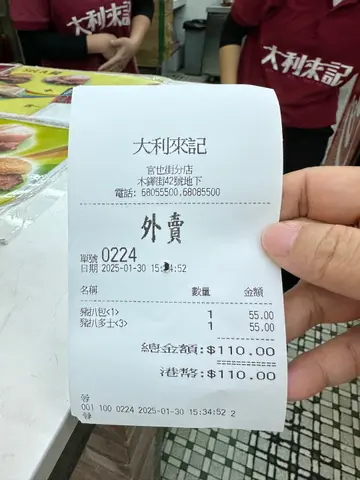 大利來記
大利來記
大利來記
官也街分店
木鐸街42號地下
電話: 68055500,68085500
外賣
單號 0224
日期 2025-01-30 15:34:52
名稱 數量 金額
豬扒包<1> 1 55.00
豬扒多士<3> 1 55.00
總金額:$110.00
港幣:$110.00
001 100 0224 2025-01-30 15:34:52 2